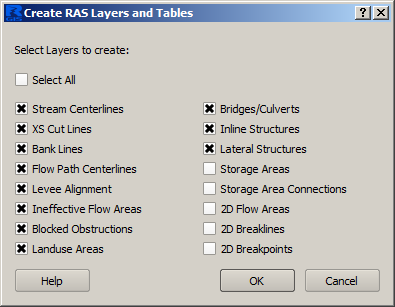 Create RAS Layers and Tables
Select Layers to create:
Select All
Stream Centerlines
XS Cut Lines
Bank Lines
Flow Path Centerlines
Levee Alignment
Ineffective Flow Areas
Blocked Obstructions
Landuse Areas
Bridges/Culverts
Inline Structures
Lateral Structures
Storage Areas
Storage Area Connections
2D Flow Areas
2D Breaklines
2D Breakpoints
Help
OK
Cancel